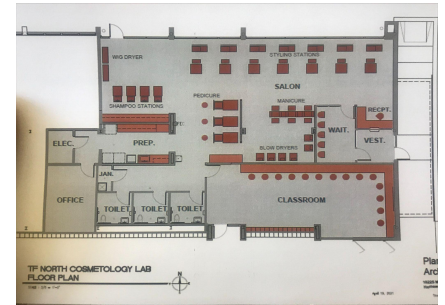 WIG DRYER
STYLING STATIONS
SALON
PEDICURE
MANICURE
SHAMPOO STATIONS
RECPT.
WAIT.
VEST.
ELEC.
PREP.
BLOW DRYERS
JAN.
OFFICE
TOILET
TOILET
TOILET
CLASSROOM
TF NORTH COSMETOLOGY LAB
FLOOR PLAN
N